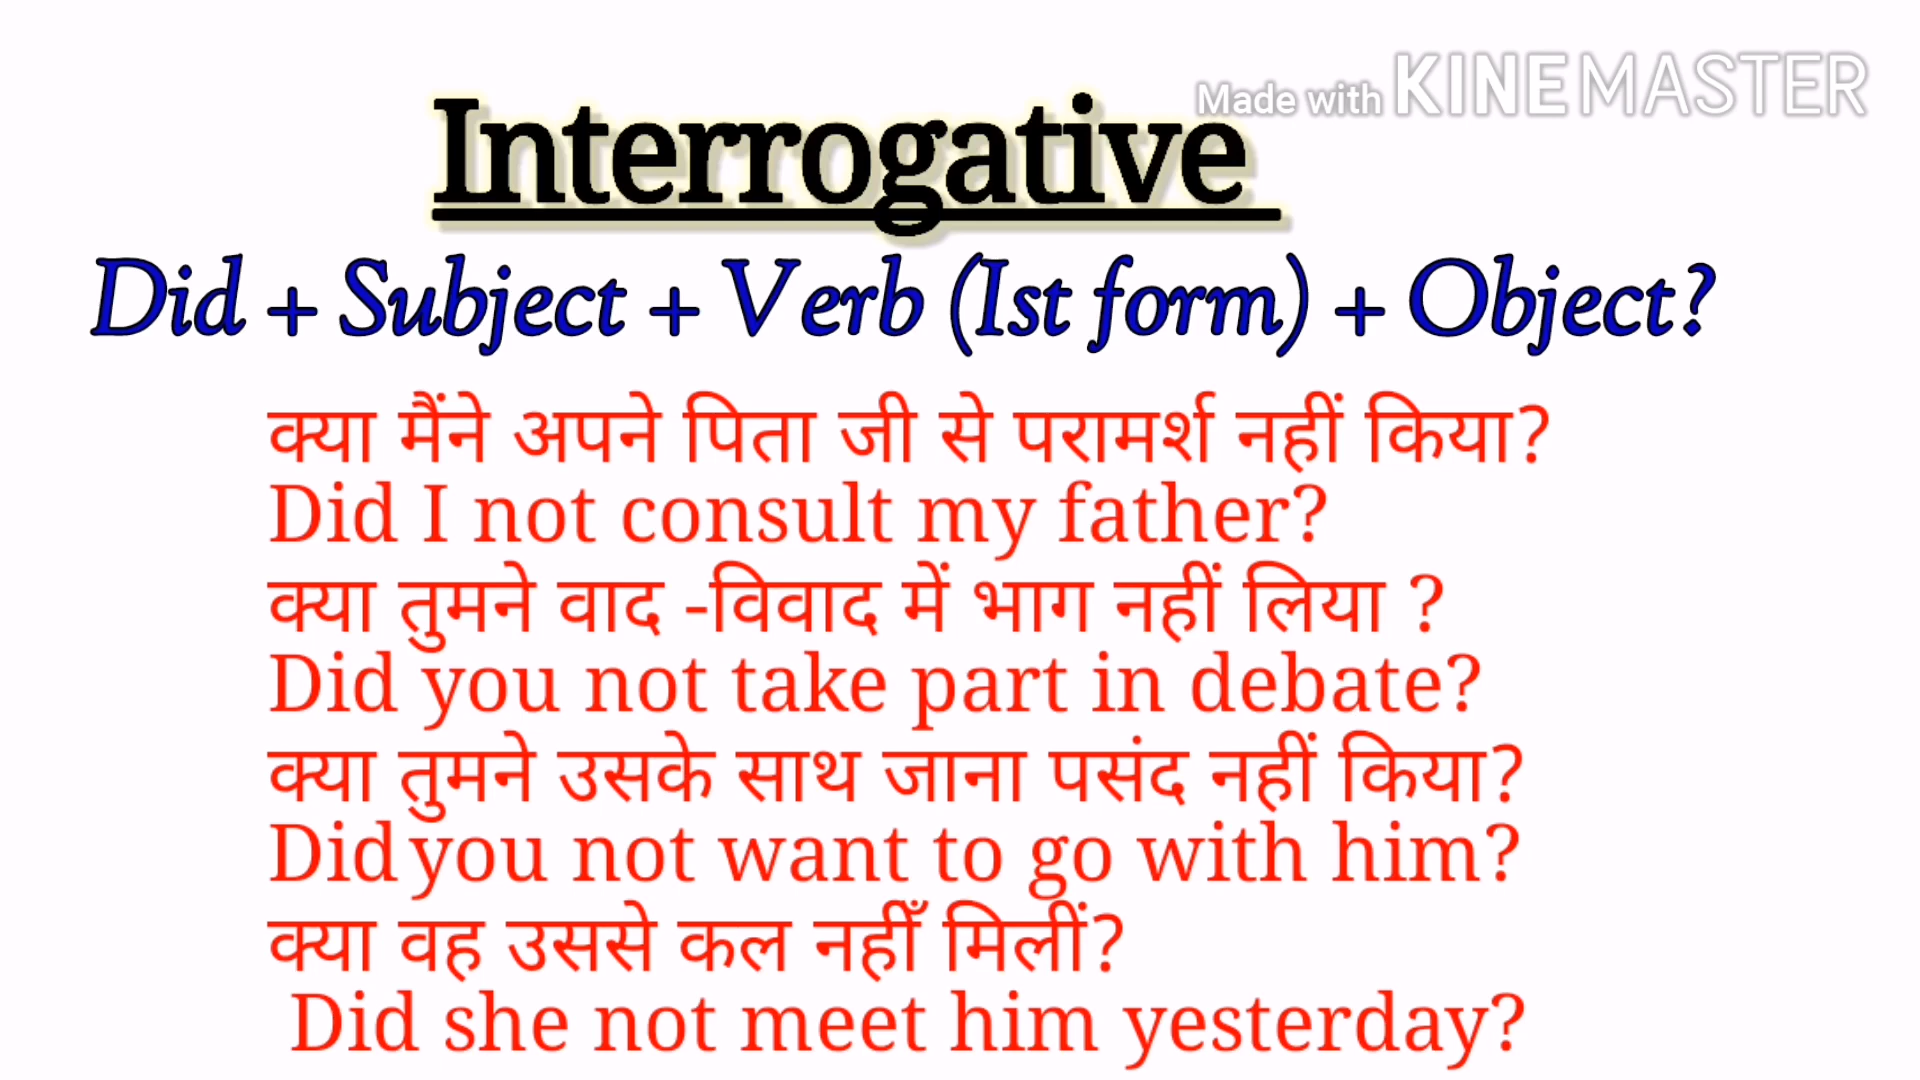 Made with KINEMASTER
Interrogative
Did + Subject + Verb (Ist form) + Object?
क्या मैंने अपने पिता जी से परामर्श नहीं किया?
Did I not consult my father?
क्या तुमने वाद -विवाद में भाग नहीं लिया ?
Did you not take part in debate?
क्या तुमने उसके साथ जाना पसंद नहीं किया?
Did you not want to go with him?
क्या वह उससे कल नहीँ मिलीं?
Did she not meet him yesterday?